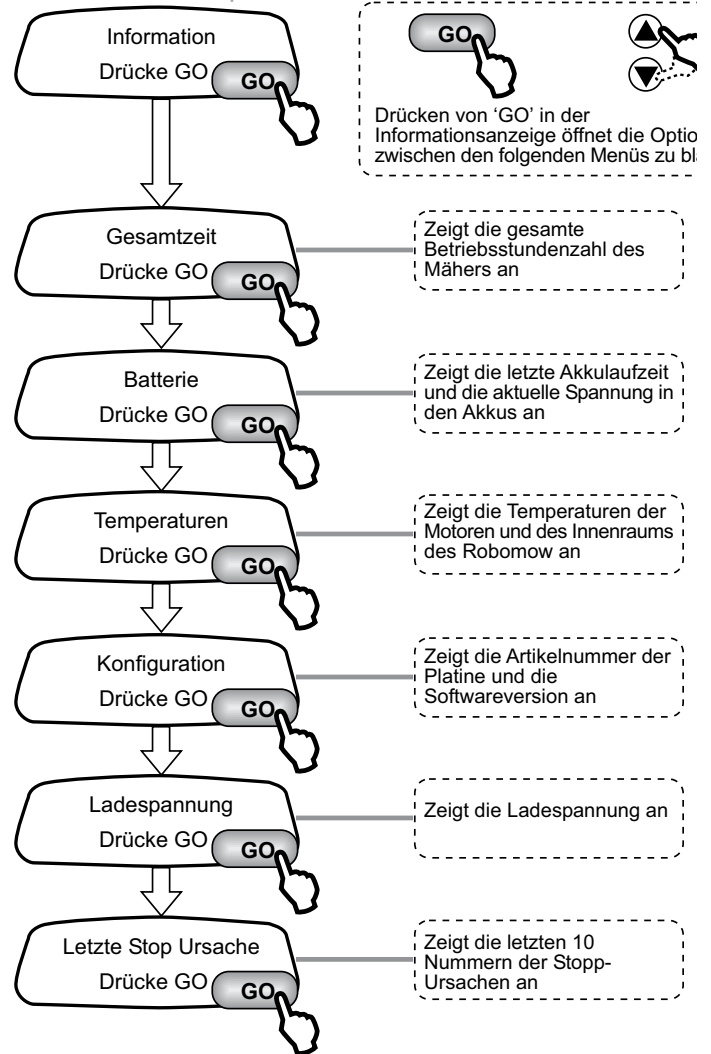 Information
Drücke GO GO
GO
Drücken von ‘GO’ in der
Informationsanzeige öffnet die
zwischen den folgenden Menüs zu
Gesamtzeit
Drücke GO GO
Zeigt die gesamte
Betriebsstundenzahl des
Mähers an
Batterie
Drücke GO GO
Zeigt die letzte Akkulaufzeit
und die aktuelle Spannung in
den Akkus an
Temperaturen
Drücke GO GO
Zeigt die Temperaturen der
Motoren und des Innenraums
des Robomow an
Konfiguration
Drücke GO GO
Zeigt die Artikelnummer der
Platine und die
Softwareversion an
Ladespannung
Drücke GO GO
Zeigt die Ladespannung an
Letzte Stop Ursache
Drücke GO GO
Zeigt die letzten 10
Nummern der Stopp-
Ursachen an